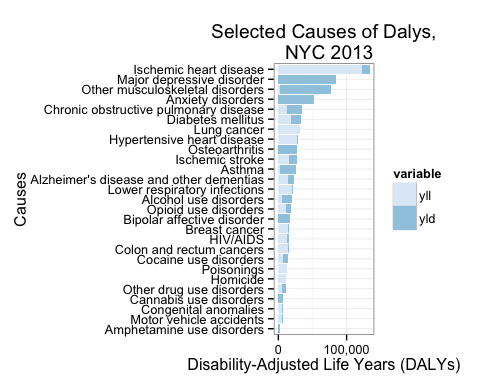 Selected Causes of Dalys,
NYC 2013
Causes
Ischemic heart disease
Major depressive disorder
Other musculoskeletal disorders
Anxiety disorders
Chronic obstructive pulmonary disease
Diabetes mellitus
Lung cancer
Hypertensive heart disease
Osteoarthritis
Ischemic stroke
Asthma
Alzheimer's disease and other dementias
Lower respiratory infections
Alcohol use disorders
Opioid use disorders
Bipolar affective disorder
Breast cancer
HIV/AIDS
Colon and rectum cancers
Cocaine use disorders
Poisonings
Homicide
Other drug use disorders
Cannabis use disorders
Congenital anomalies
Motor vehicle accidents
Amphetamine use disorders
0 100,000
Disability-Adjusted Life Years (DALYs)
variable
yll
yld